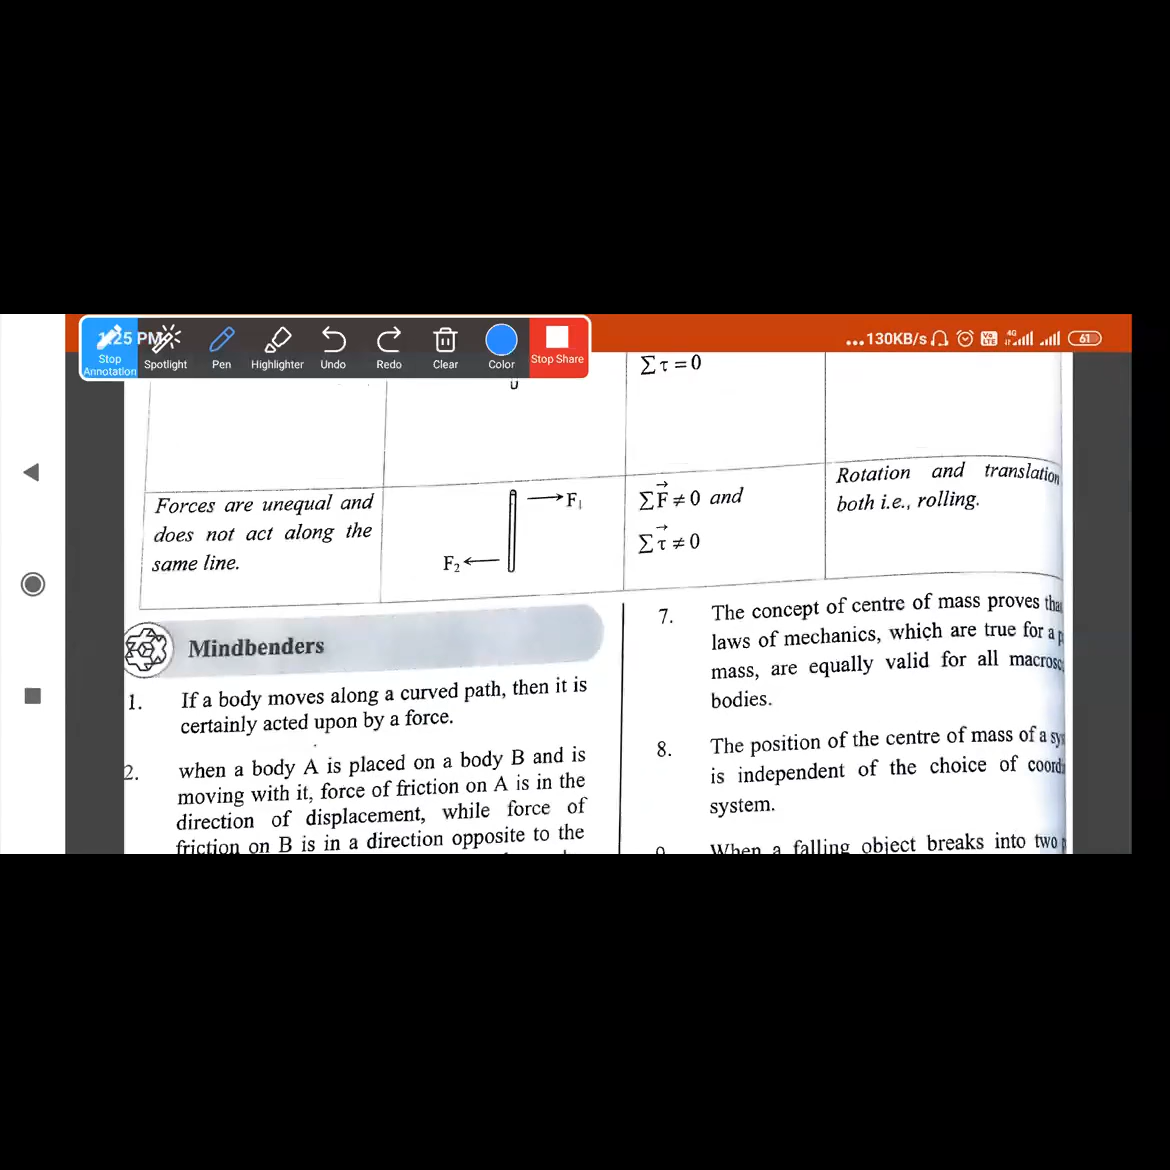 1:25 PM
...130KB/s
4G
Vo
LTE
61
Stop
Annotation
Spotlight
Pen
Highlighter
Undo
Redo
Clear
Color
Stop Share
∑ τ = 0
Forces are unequal and
does not act along the
same line.
F₁
F₂
∑F⃗ ≠ 0 and
∑τ⃗ ≠ 0
Rotation and translation
both i.e., rolling.
Mindbenders
1. If a body moves along a curved path, then it is
certainly acted upon by a force.
2. when a body A is placed on a body B and is
moving with it, force of friction on A is in the
direction of displacement, while force of
friction on B is in a direction opposite to the
7. The concept of centre of mass proves
laws of mechanics, which are true for a
mass, are equally valid for all
bodies.
8. The position of the centre of mass of a
is independent of the choice of
system.
When a falling object breaks into two